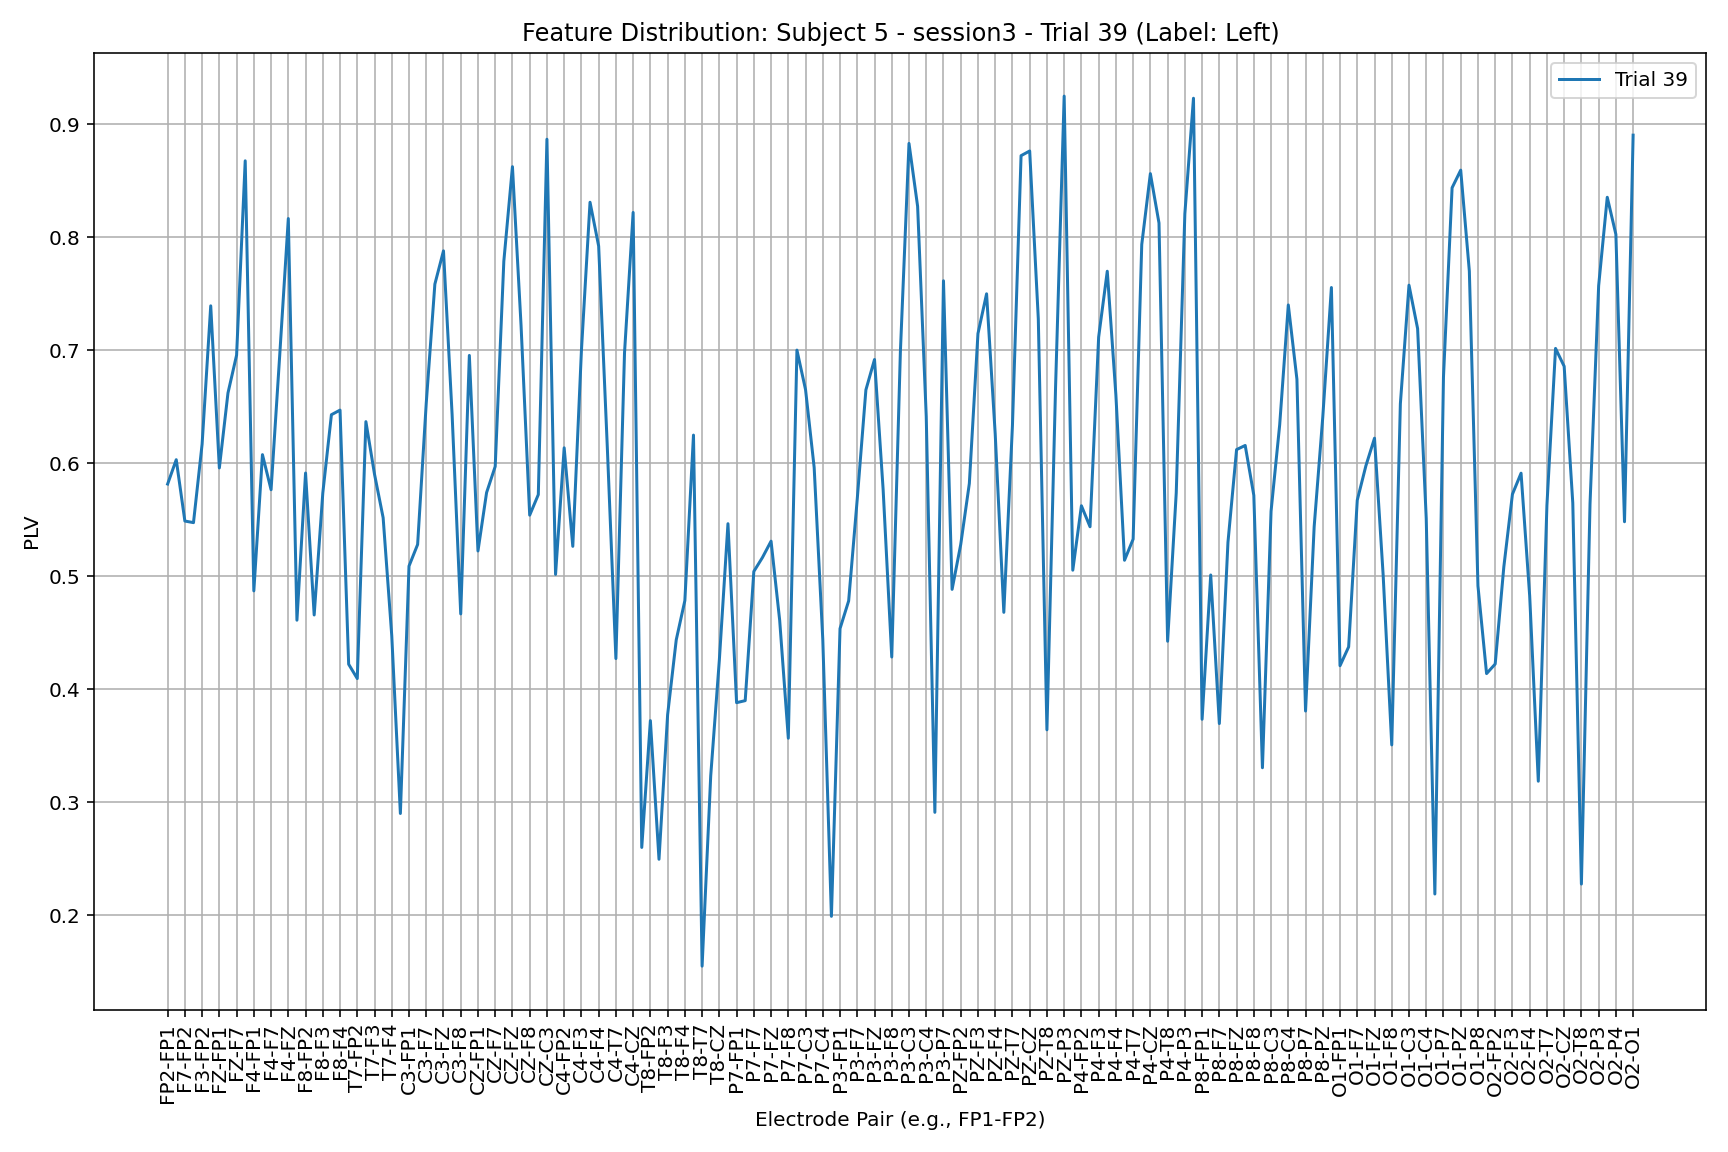 Feature Distribution: Subject 5 - session3 - Trial 39 (Label: Left)
Trial 39
PLV
0.9
0.8
0.7
0.6
0.5
0.4
0.3
0.2
FP2-FP1
F7-FP2
F3-FP2
FZ-FP1
FZ-F7
F4-FP1
F4-F7
F4-FZ
F8-FP2
F8-F3
F8-F4
T7-FP2
T7-F3
T7-F4
C3-FP1
C3-F7
C3-FZ
C3-F8
CZ-FP1
CZ-F7
CZ-FZ
CZ-F8
CZ-C3
C4-FP2
C4-F3
C4-F4
C4-T7
C4-CZ
T8-FP2
T8-F3
T8-F4
T8-T7
T8-CZ
P7-FP1
P7-F7
P7-FZ
P7-F8
P7-C3
P7-C4
P3-FP1
P3-F7
P3-FZ
P3-F8
P3-C3
P3-C4
P3-P7
PZ-FP2
PZ-F3
PZ-F4
PZ-T7
PZ-CZ
PZ-T8
PZ-P3
P4-FP2
P4-F3
P4-F4
P4-T7
P4-CZ
P4-T8
P4-P3
P8-FP1
P8-F7
P8-FZ
P8-F8
P8-C3
P8-C4
P8-P7
P8-PZ
O1-FP1
O1-F7
O1-FZ
O1-F8
O1-C3
O1-C4
O1-P7
O1-PZ
O1-P8
O2-FP2
O2-F3
O2-F4
O2-T7
O2-CZ
O2-T8
O2-P3
O2-P4
O2-O1
Electrode Pair (e.g., FP1-FP2)